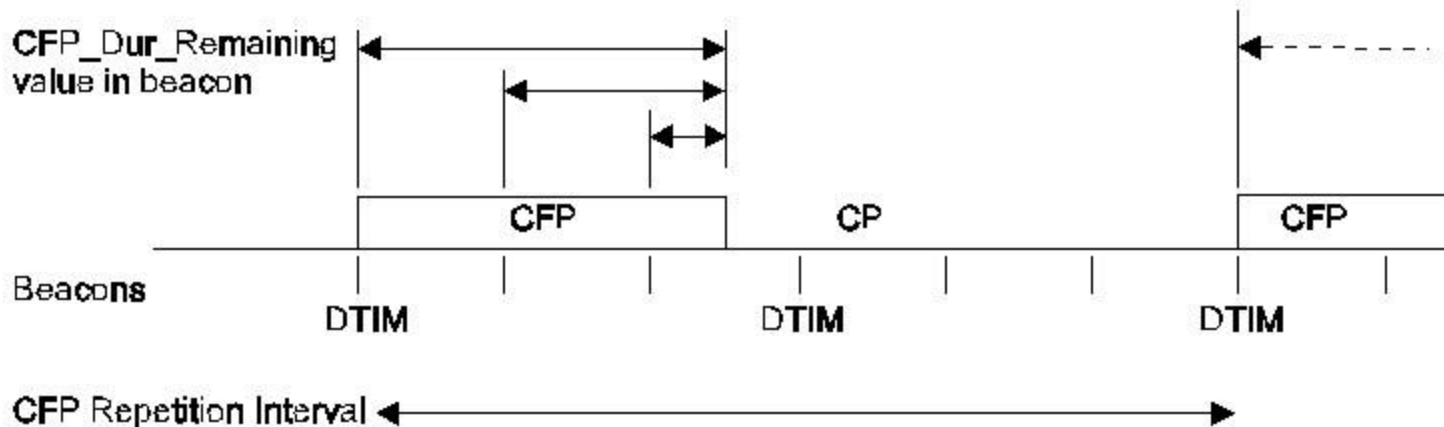 CFP_Dur_Remaining
value in beacon
CFP
CP
CFP
Beacons
DTIM
DTIM
DTIM
CFP Repetition Interval